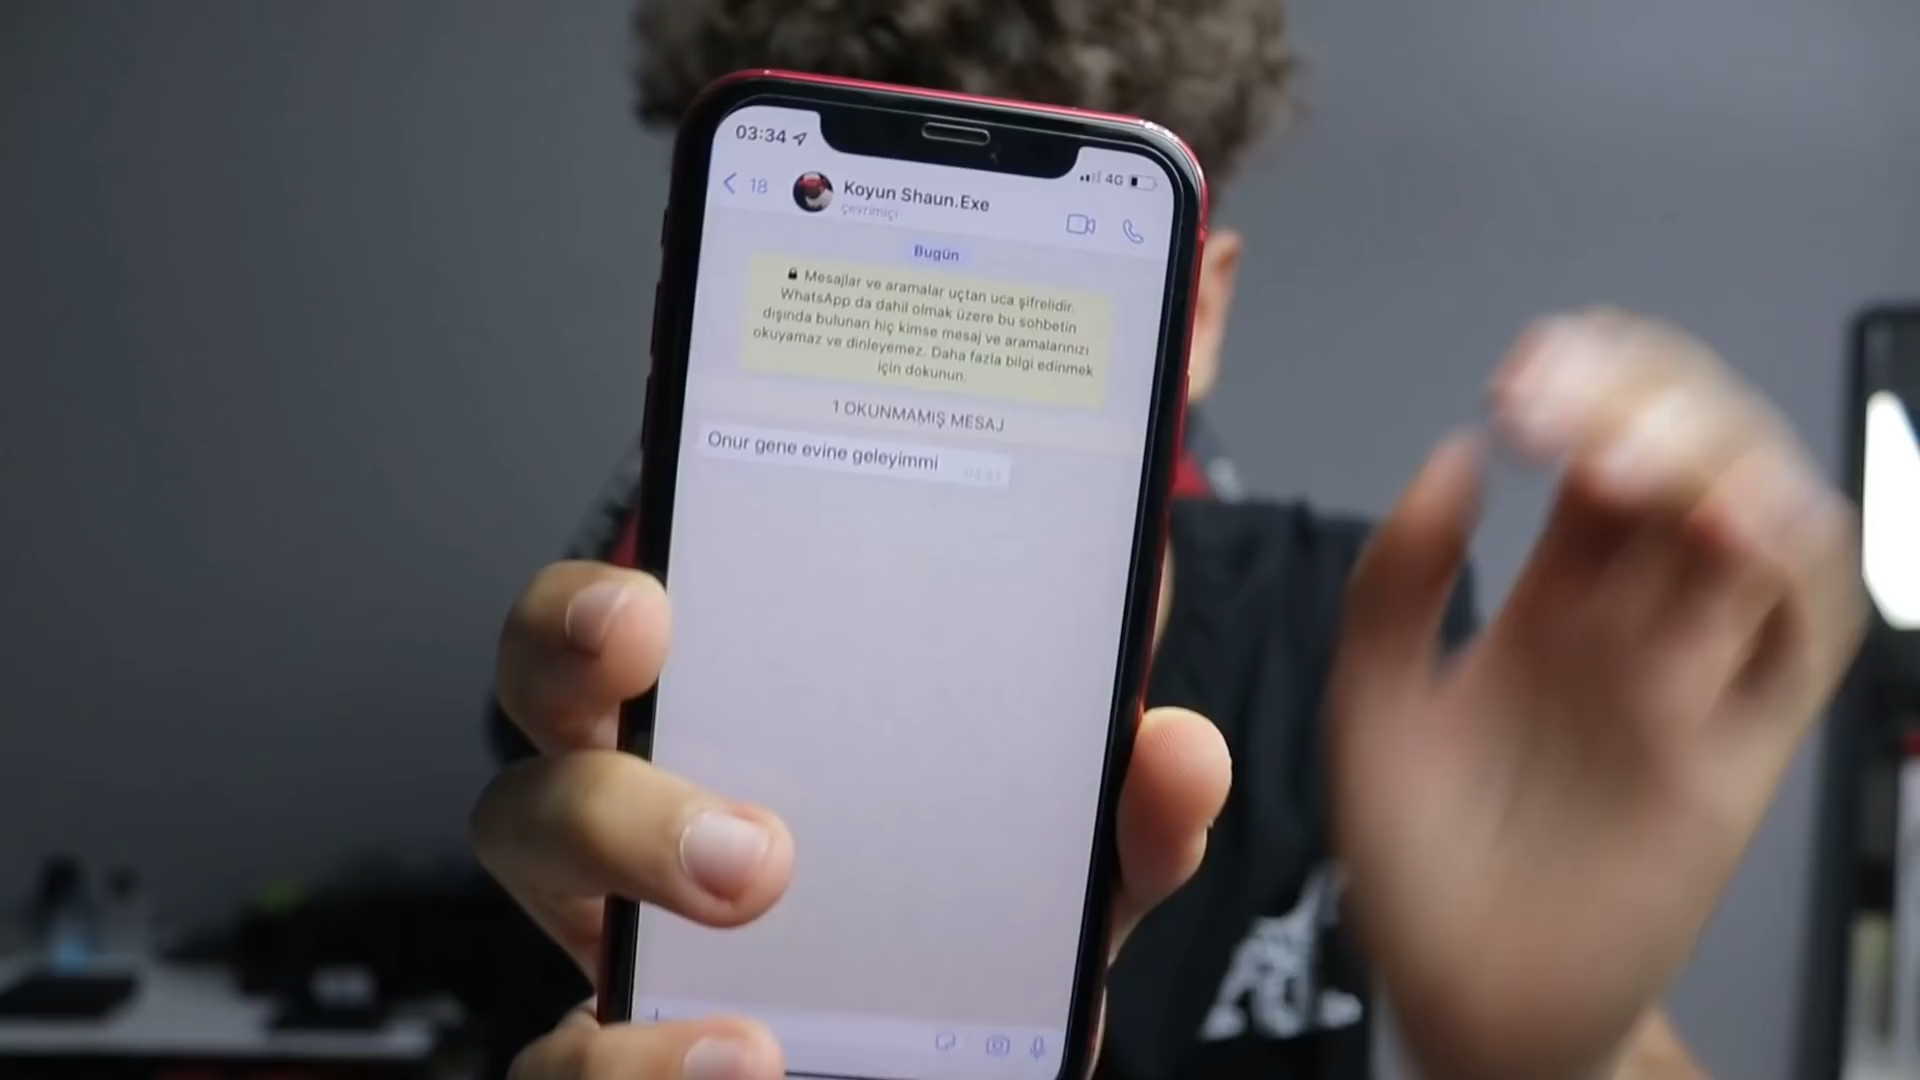 03:34
4G
18
Koyun Shaun.Exe
çevrimiçi
Bugün
Mesajlar ve aramalar uçtan uca şifrelidir.
WhatsApp da dahil olmak üzere bu sohbetin
dışında bulunan hiç kimse mesaj ve aramalarınızı
okuyamaz ve dinleyemez. Daha fazla bilgi edinmek
için dokunun.
1 OKUNMAMIŞ MESAJ
Onur gene evine geleyimmi